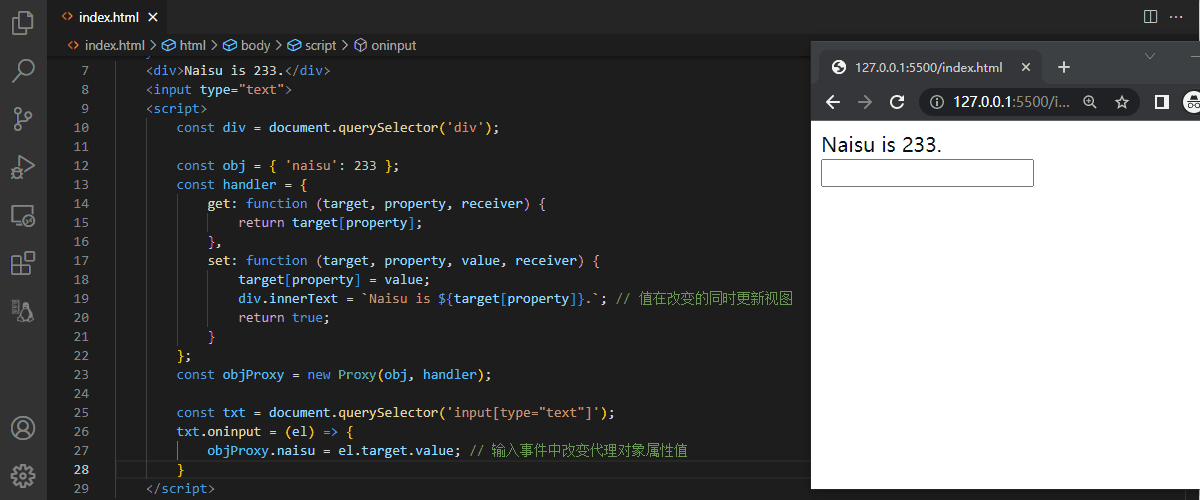 index.html
index.html > html > body > script > oninput
7 <div>Naisu is 233.</div>
8 <input type="text">
9 <script>
10 const div = document.querySelector('div');
11
12 const obj = { 'naisu': 233 };
13 const handler = {
14 get: function (target, property, receiver) {
15 return target[property];
16 },
17 set: function (target, property, value, receiver) {
18 target[property] = value;
19 div.innerText = `Naisu is ${target[property]}.`; // 值在改变的同时更新视图
20 return true;
21 }
22 };
23 const objProxy = new Proxy(obj, handler);
24
25 const txt = document.querySelector('input[type="text"]');
26 txt.oninput = (el) => {
27 objProxy.naisu = el.target.value; // 输入事件中改变代理对象属性值
28 }
29 </script>
127.0.0.1:5500/index.html
127.0.0.1:5500/i...
Naisu is 233.